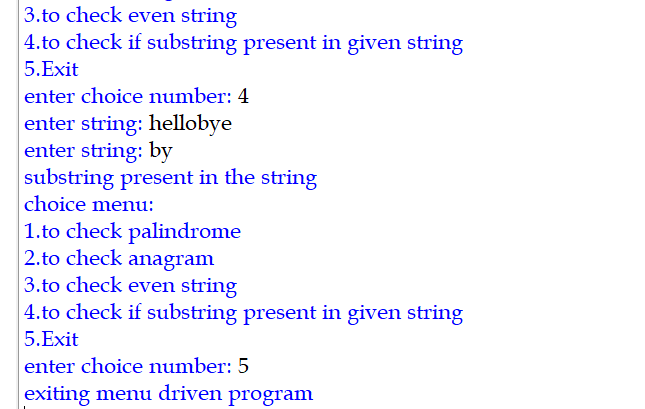 3.to check even string
4.to check if substring present in given string
5.Exit
enter choice number: 4
enter string: hellobye
enter string: by
substring present in the string
choice menu:
1.to check palindrome
2.to check anagram
3.to check even string
4.to check if substring present in given string
5.Exit
enter choice number: 5
exiting menu driven program